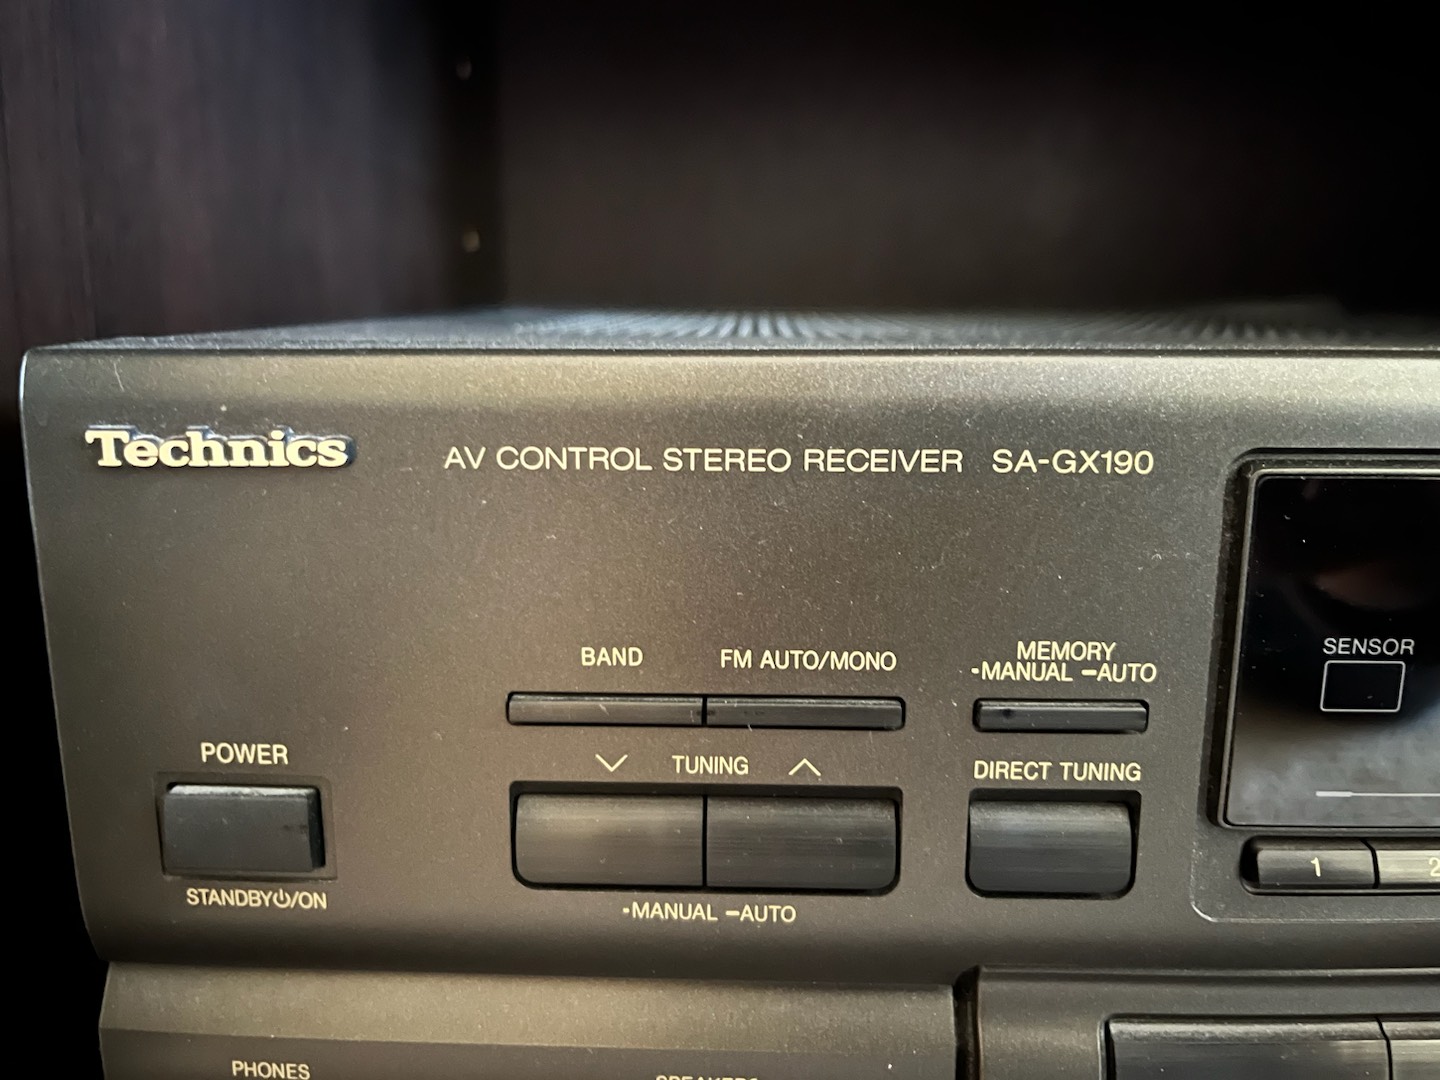 Technics
AV CONTROL STEREO RECEIVER SA-GX190
SENSOR
BAND FM AUTO/MONO
MEMORY
-MANUAL –AUTO
POWER
TUNING
DIRECT TUNING
1 2
STANDBY⏻/ON
-MANUAL –AUTO
PHONES